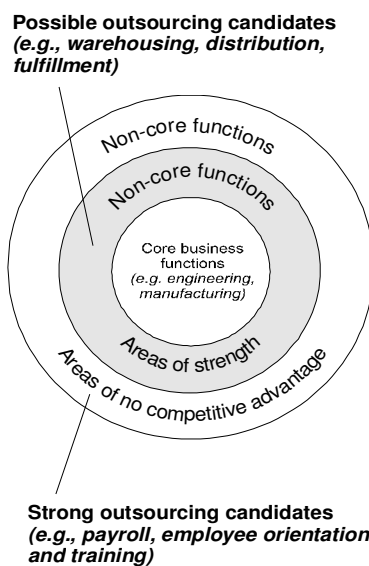 Possible outsourcing candidates
(e.g., warehousing, distribution,
fulfillment)
Non-core functions
Non-core functions
Core business
functions
(e.g. engineering,
manufacturing)
Areas of strength
Areas of no competitive advantage
Strong outsourcing candidates
(e.g., payroll, employee orientation
and training)